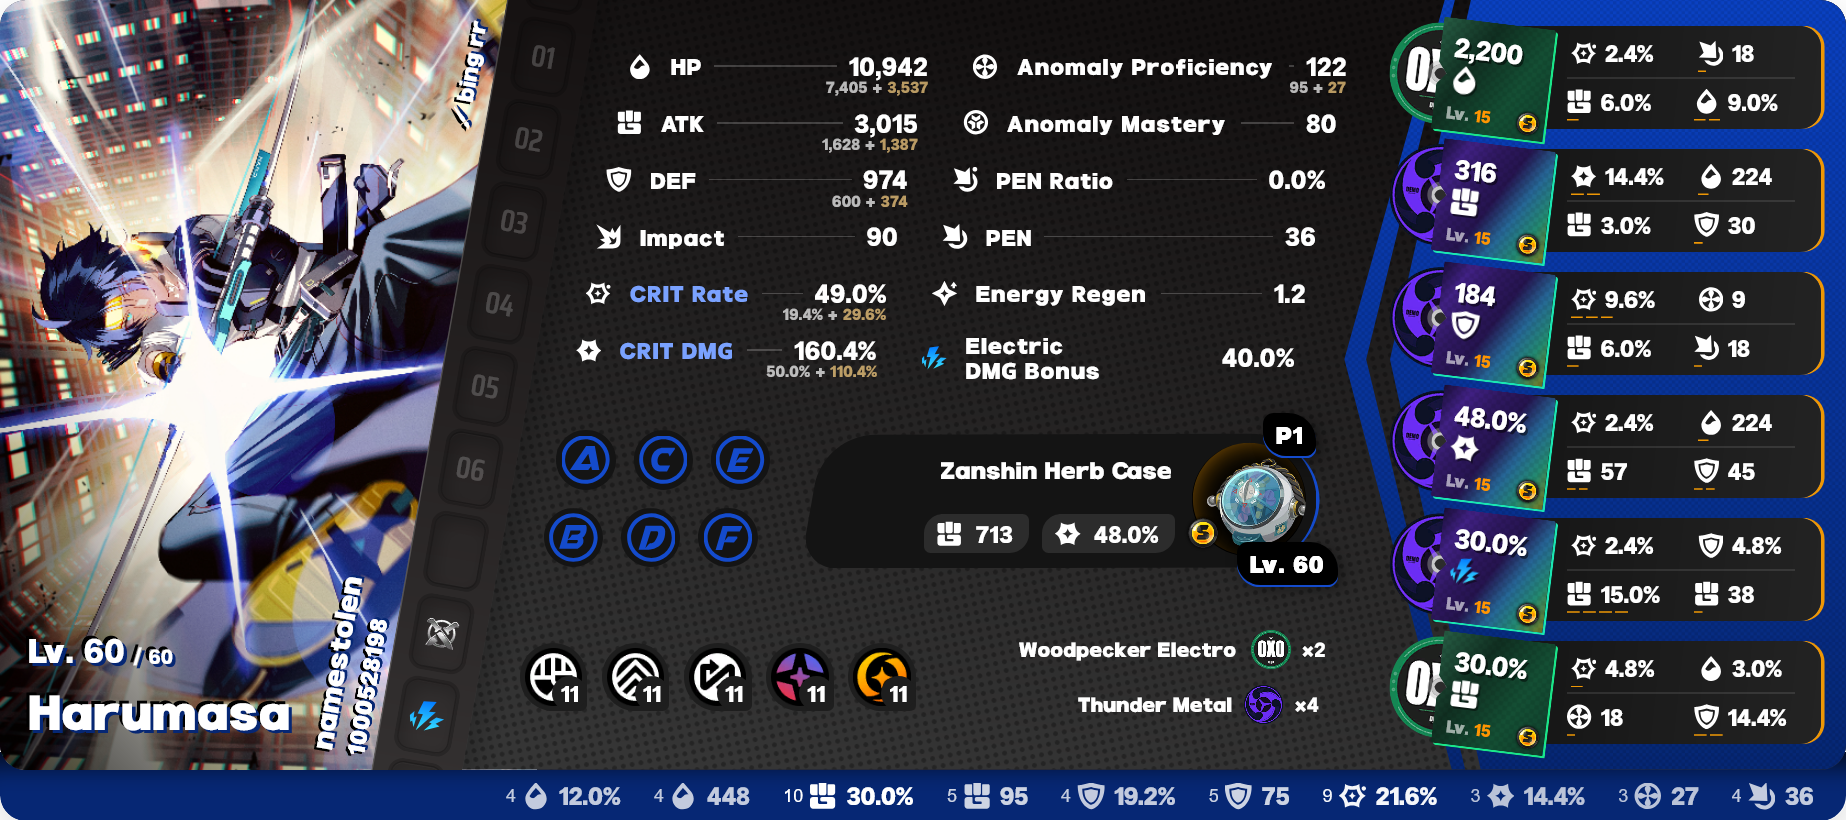 //bing rr
Lv. 60 / 60
Harumasa
namestolen
1000528198
01
02
03
04
05
06
HP 10,942
7,405 + 3,537
ATK 3,015
1,628 + 1,387
DEF 974
600 + 374
Impact 90
CRIT Rate 49.0%
19.4% + 29.6%
CRIT DMG 160.4%
50.0% + 110.4%
Anomaly Proficiency 122
95 + 27
Anomaly Mastery 80
PEN Ratio 0.0%
PEN 36
Energy Regen 1.2
Electric
DMG Bonus 40.0%
A C E
B D F
P1
Zanshin Herb Case
713 48.0%
S
Lv. 60
11 11 11 11 11
Woodpecker Electro OXO ×2
Thunder Metal ×4
2,200
Lv. 15 S
2.4% 18
6.0% 9.0%
316
Lv. 15 S
14.4% 224
3.0% 30
184
Lv. 15 S
9.6% 9
6.0% 18
48.0%
Lv. 15 S
2.4% 224
57 45
30.0%
Lv. 15 S
2.4% 4.8%
15.0% 38
30.0%
Lv. 15 S
4.8% 3.0%
18 14.4%
4 12.0% 4 448 10 30.0% 5 95 4 19.2% 5 75 9 21.6% 3 14.4% 3 27 4 36